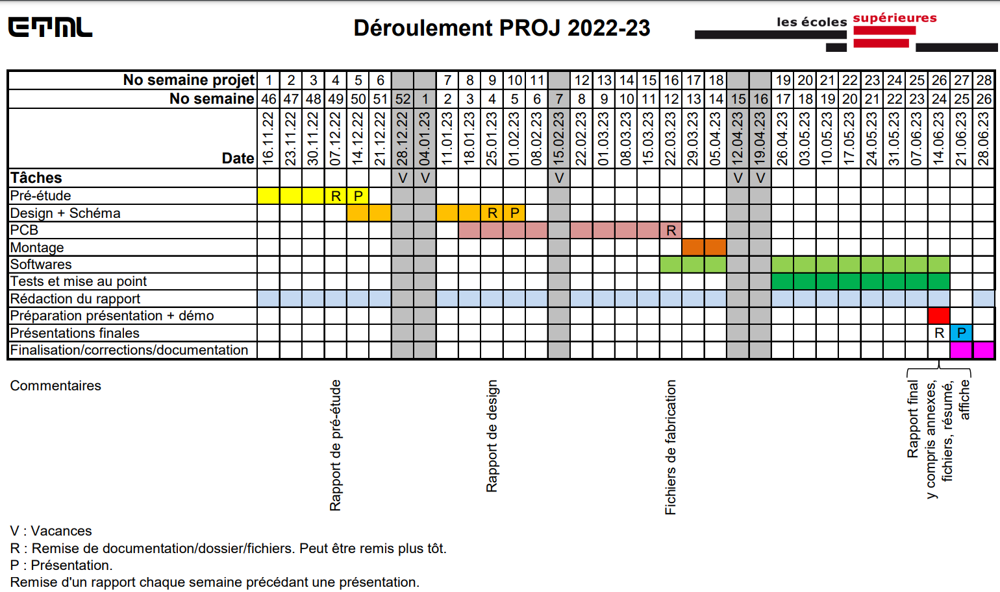 ETML
Déroulement PROJ 2022-23
les écoles supérieures
No semaine projet 1 2 3 4 5 6 7 8 9 10 11 12 13 14 15 16 17 18 19 20 21 22 23 24 25 26 27 28
No semaine 46 47 48 49 50 51 52 1 2 3 4 5 6 7 8 9 10 11 12 13 14 15 16 17 18 19 20 21 22 23 24 25 26
Date 16.11.22 23.11.22 30.11.22 07.12.22 14.12.22 21.12.22 28.12.22 04.01.23 11.01.23 18.01.23 25.01.23 01.02.23 08.02.23 15.02.23 22.02.23 01.03.23 08.03.23 15.03.23 22.03.23 29.03.23 05.04.23 12.04.23 19.04.23 26.04.23 03.05.23 10.05.23 17.05.23 24.05.23 31.05.23 07.06.23 14.06.23 21.06.23 28.06.23
Tâches V V V V V
Pré-étude R P
Design + Schéma R P
PCB R
Montage
Softwares
Tests et mise au point
Rédaction du rapport
Préparation présentation + démo
Présentations finales R P
Finalisation/corrections/documentation
Commentaires
Rapport de pré-étude
Rapport de design
Fichiers de fabrication
Rapport final
y compris annexes,
fichiers, résumé,
affiche
V : Vacances
R : Remise de documentation/dossier/fichiers. Peut être remis plus tôt.
P : Présentation.
Remise d'un rapport chaque semaine précédant une présentation.